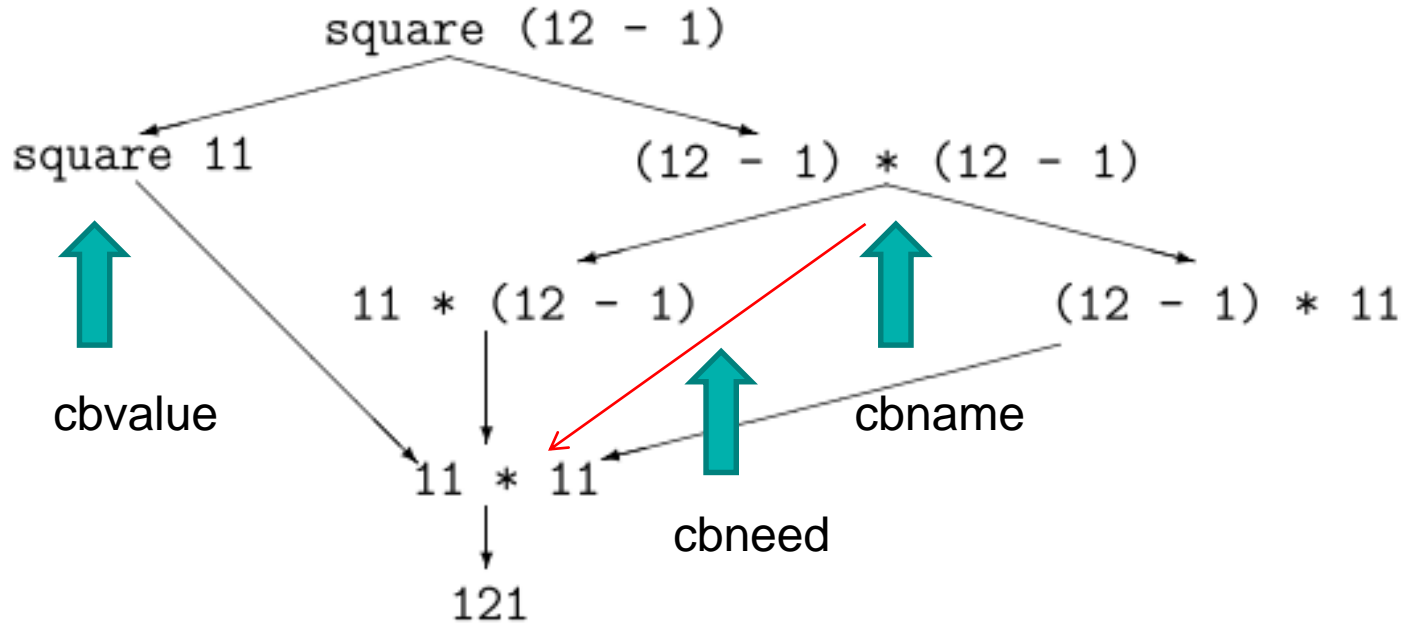 square (12 - 1)
square 11
(12 - 1) * (12 - 1)
11 * (12 - 1)
(12 - 1) * 11
cbvalue
cbname
11 * 11
cbneed
121